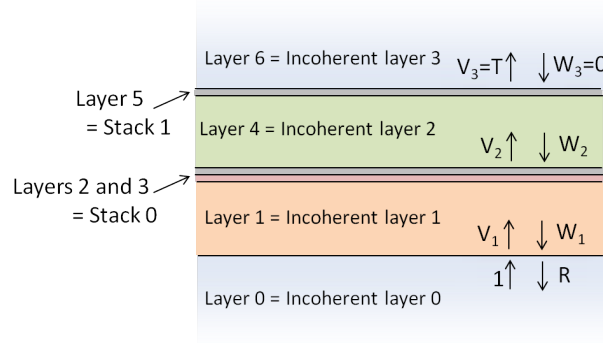 Layer 6 = Incoherent layer 3
V₃=T↑ ↓W₃=0
Layer 5
= Stack 1
Layer 4 = Incoherent layer 2
V₂↑ ↓W₂
Layers 2 and 3
= Stack 0
Layer 1 = Incoherent layer 1
V₁↑ ↓W₁
1↑ ↓R
Layer 0 = Incoherent layer 0